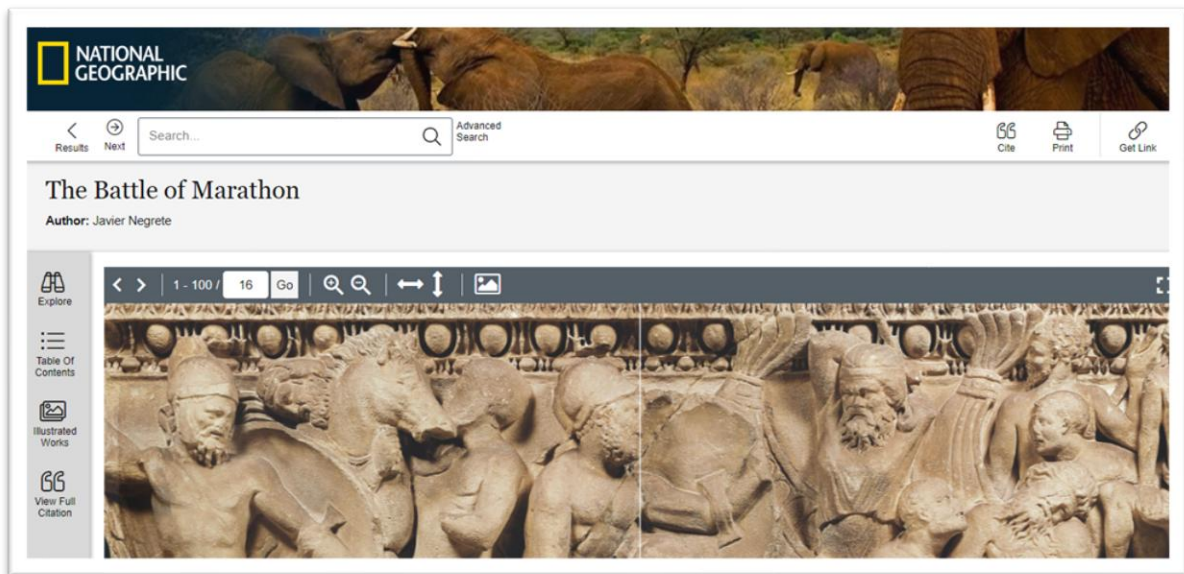 NATIONAL
GEOGRAPHIC
Results
Next
Search...
Advanced
Search
Cite
Print
Get Link
The Battle of Marathon
Author: Javier Negrete
Explore
1 - 100 / 16 Go
Table Of
Contents
Illustrated
Works
View Full
Citation